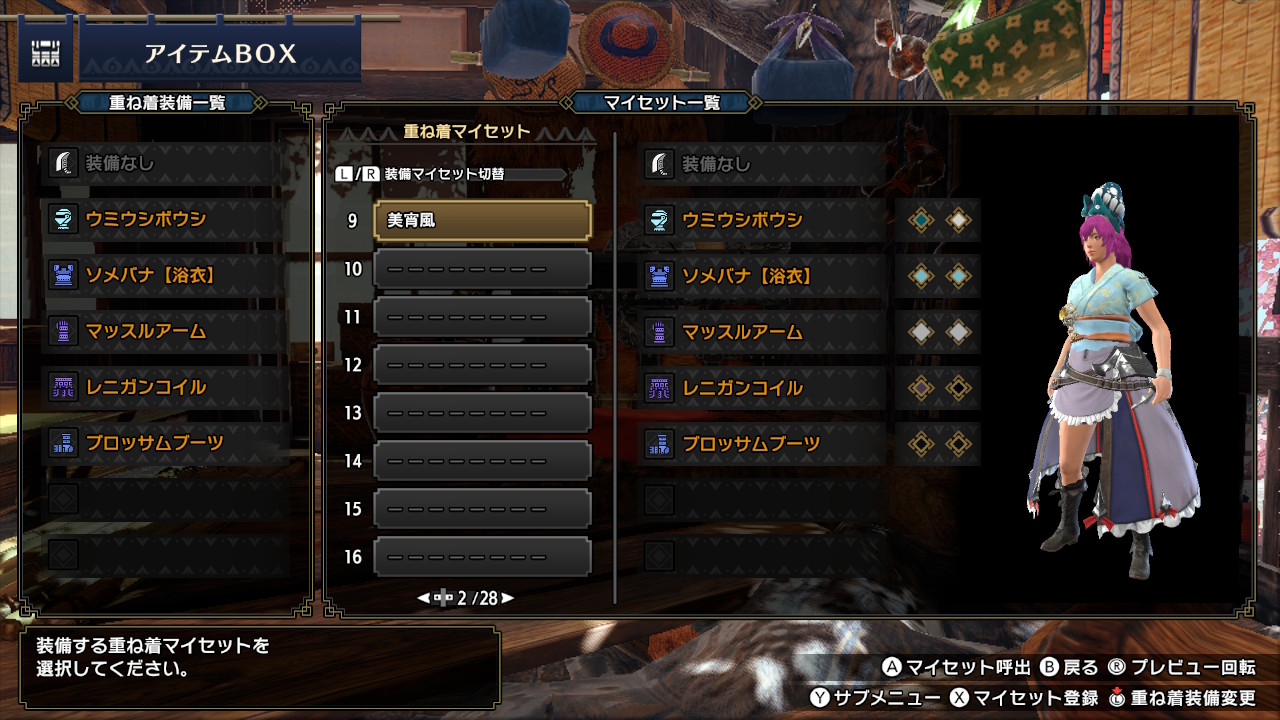 アイテムBOX
重ね着装備一覧
装備なし
ウミウシボウシ
ソメバナ【浴衣】
マッスルアーム
レニガンコイル
ブロッサムブーツ
マイセット一覧
重ね着マイセット
L/R 装備マイセット切替
9 美宵風
10 --------
11 --------
12 --------
13 --------
14 --------
15 --------
16 --------
2/28
装備なし
ウミウシボウシ
ソメバナ【浴衣】
マッスルアーム
レニガンコイル
ブロッサムブーツ
装備する重ね着マイセットを
選択してください。
Aマイセット呼出 B戻る Rプレビュー回転
Yサブメニュー Xマイセット登録 L重ね着装備変更